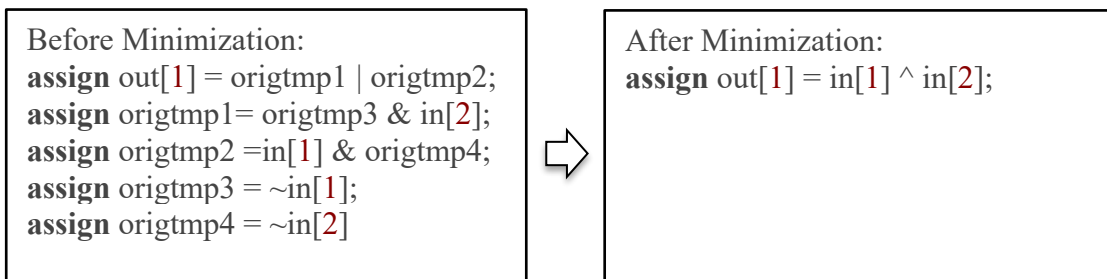 Before Minimization:
assign out[1] = origtmp1 | origtmp2;
assign origtmp1= origtmp3 & in[2];
assign origtmp2 =in[1] & origtmp4;
assign origtmp3 = ~in[1];
assign origtmp4 = ~in[2]
After Minimization:
assign out[1] = in[1] ^ in[2];